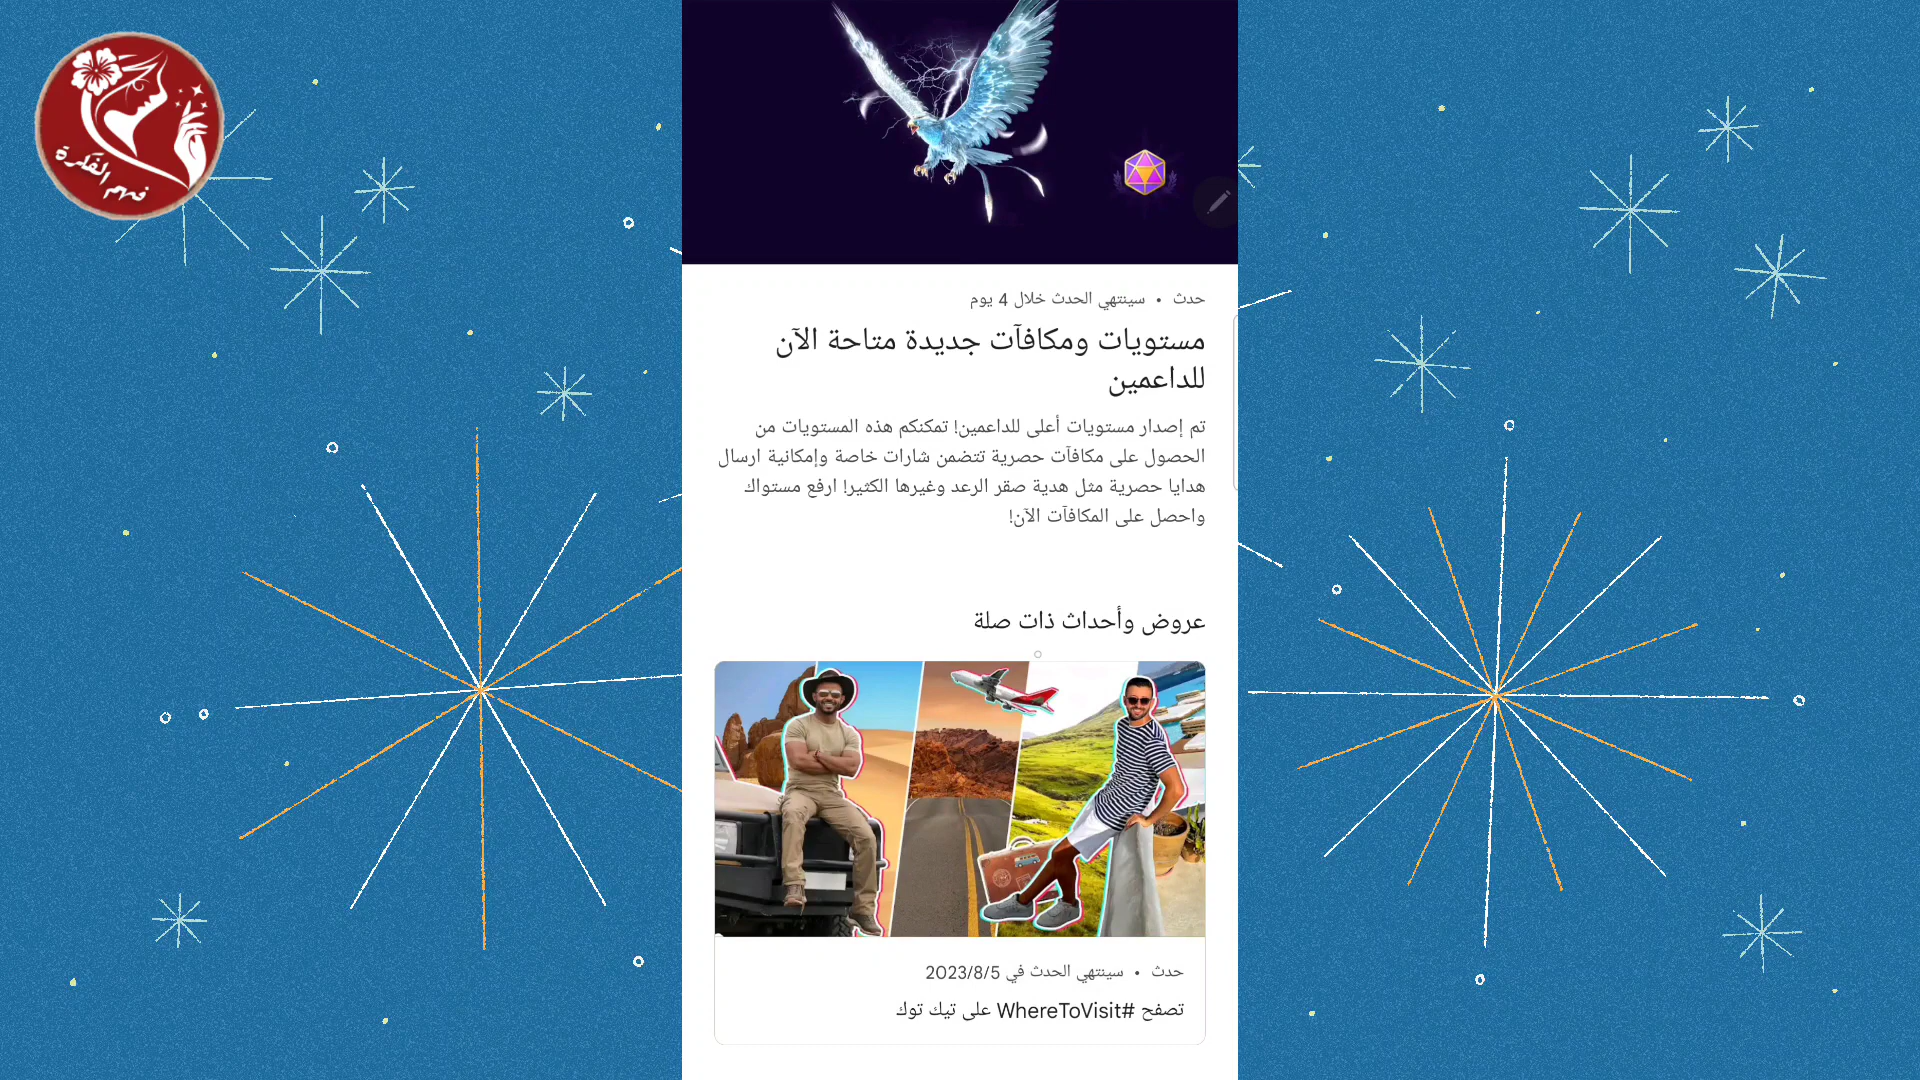 فهم الفكرة
حدث • سينتهي الحدث خلال 4 يوم
مستويات ومكافآت جديدة متاحة الآن
للداعمين
تم إصدار مستويات أعلى للداعمين! تمكنكم هذه المستويات من
الحصول على مكافآت حصرية تتضمن شارات خاصة وإمكانية ارسال
هدايا حصرية مثل هدية صقر الرعد وغيرها الكثير! ارفع مستواك
واحصل على المكافآت الآن!
عروض وأحداث ذات صلة
حدث • سينتهي الحدث في 2023/8/5
تصفح #WhereToVisit على تيك توك